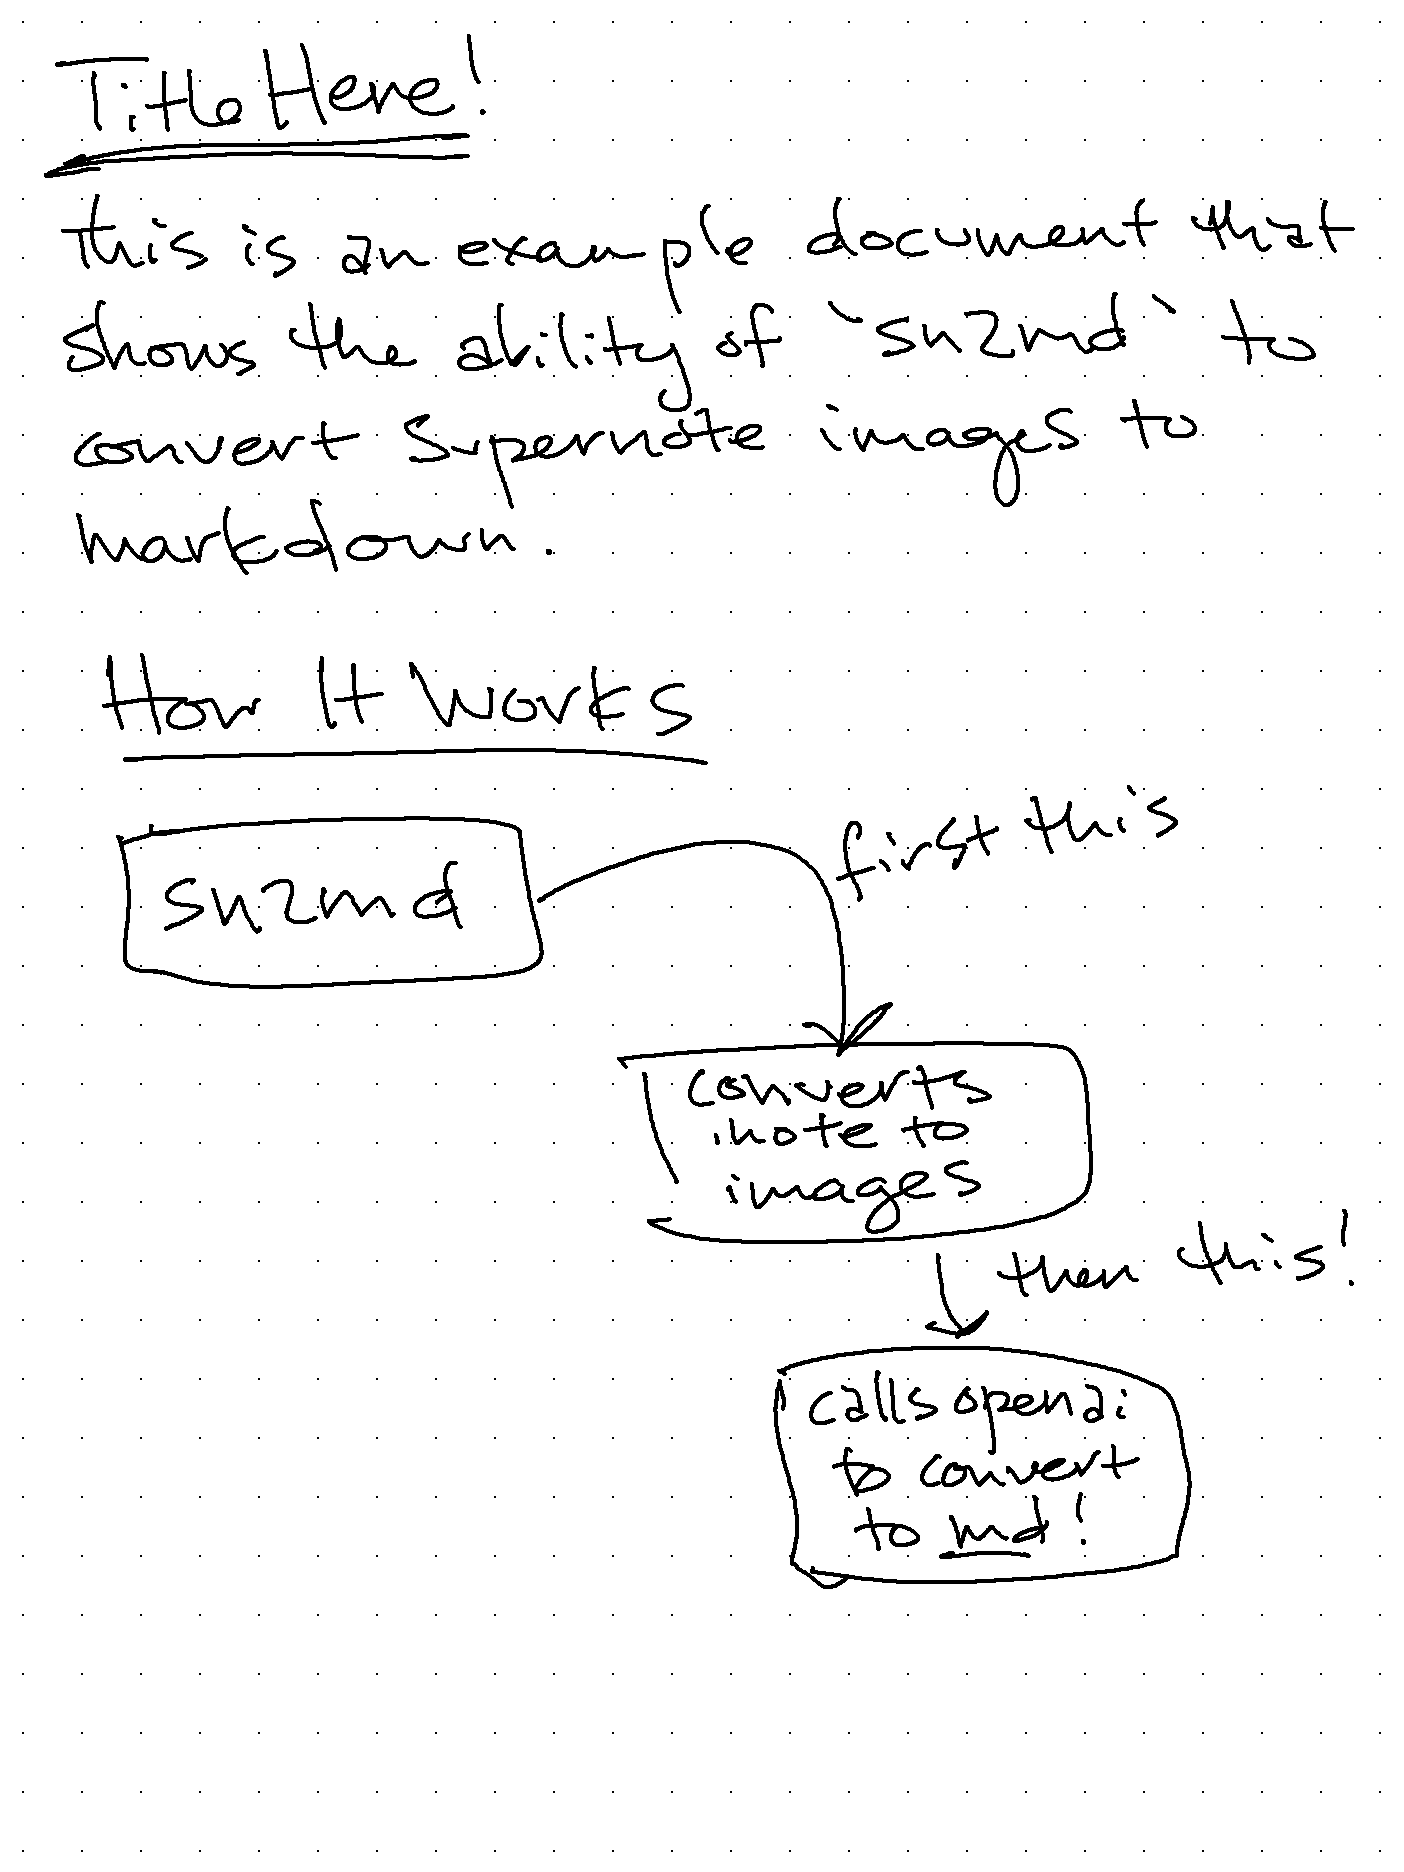 Title Here!
this is an example document that
shows the ability of `sn2md` to
convert Supernote images to
markdown.
How It Works
sn2md
first this
converts
.note to
images
then this!
calls openai
to convert
to md!